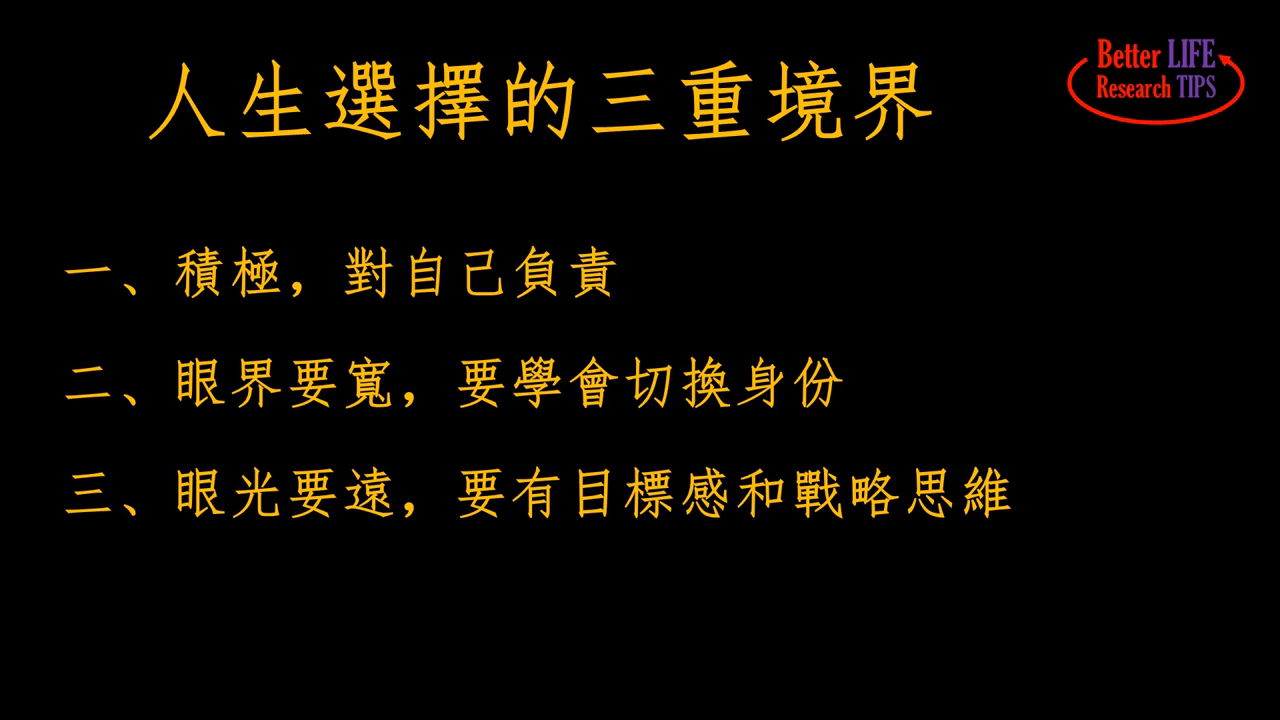 人生選擇的三重境界
Better LIFE
Research TIPS
一、積極，對自己負責
二、眼界要寬，要學會切換身份
三、眼光要遠，要有目標感和戰略思維